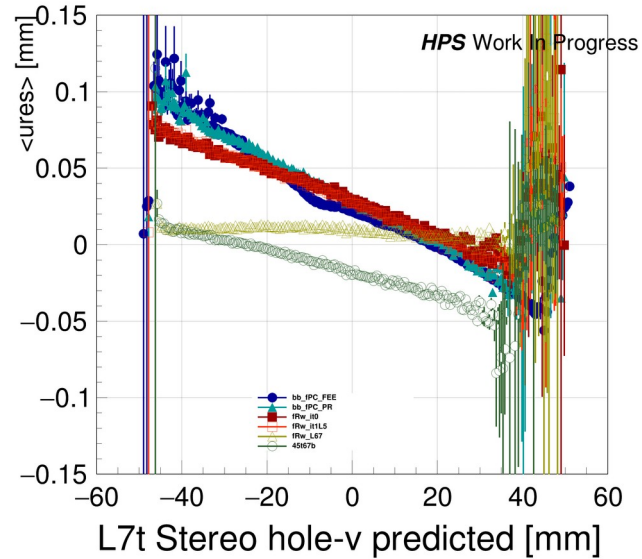 HPS Work In Progress
<ures> [mm]
0.15
0.1
0.05
0
−0.05
−0.1
−0.15
bb_fPC_FEE
bb_fPC_PR
fRw_it0
fRw_it1L5
fRw_L67
45t67b
−60 −40 −20 0 20 40 60
L7t Stereo hole-v predicted [mm]